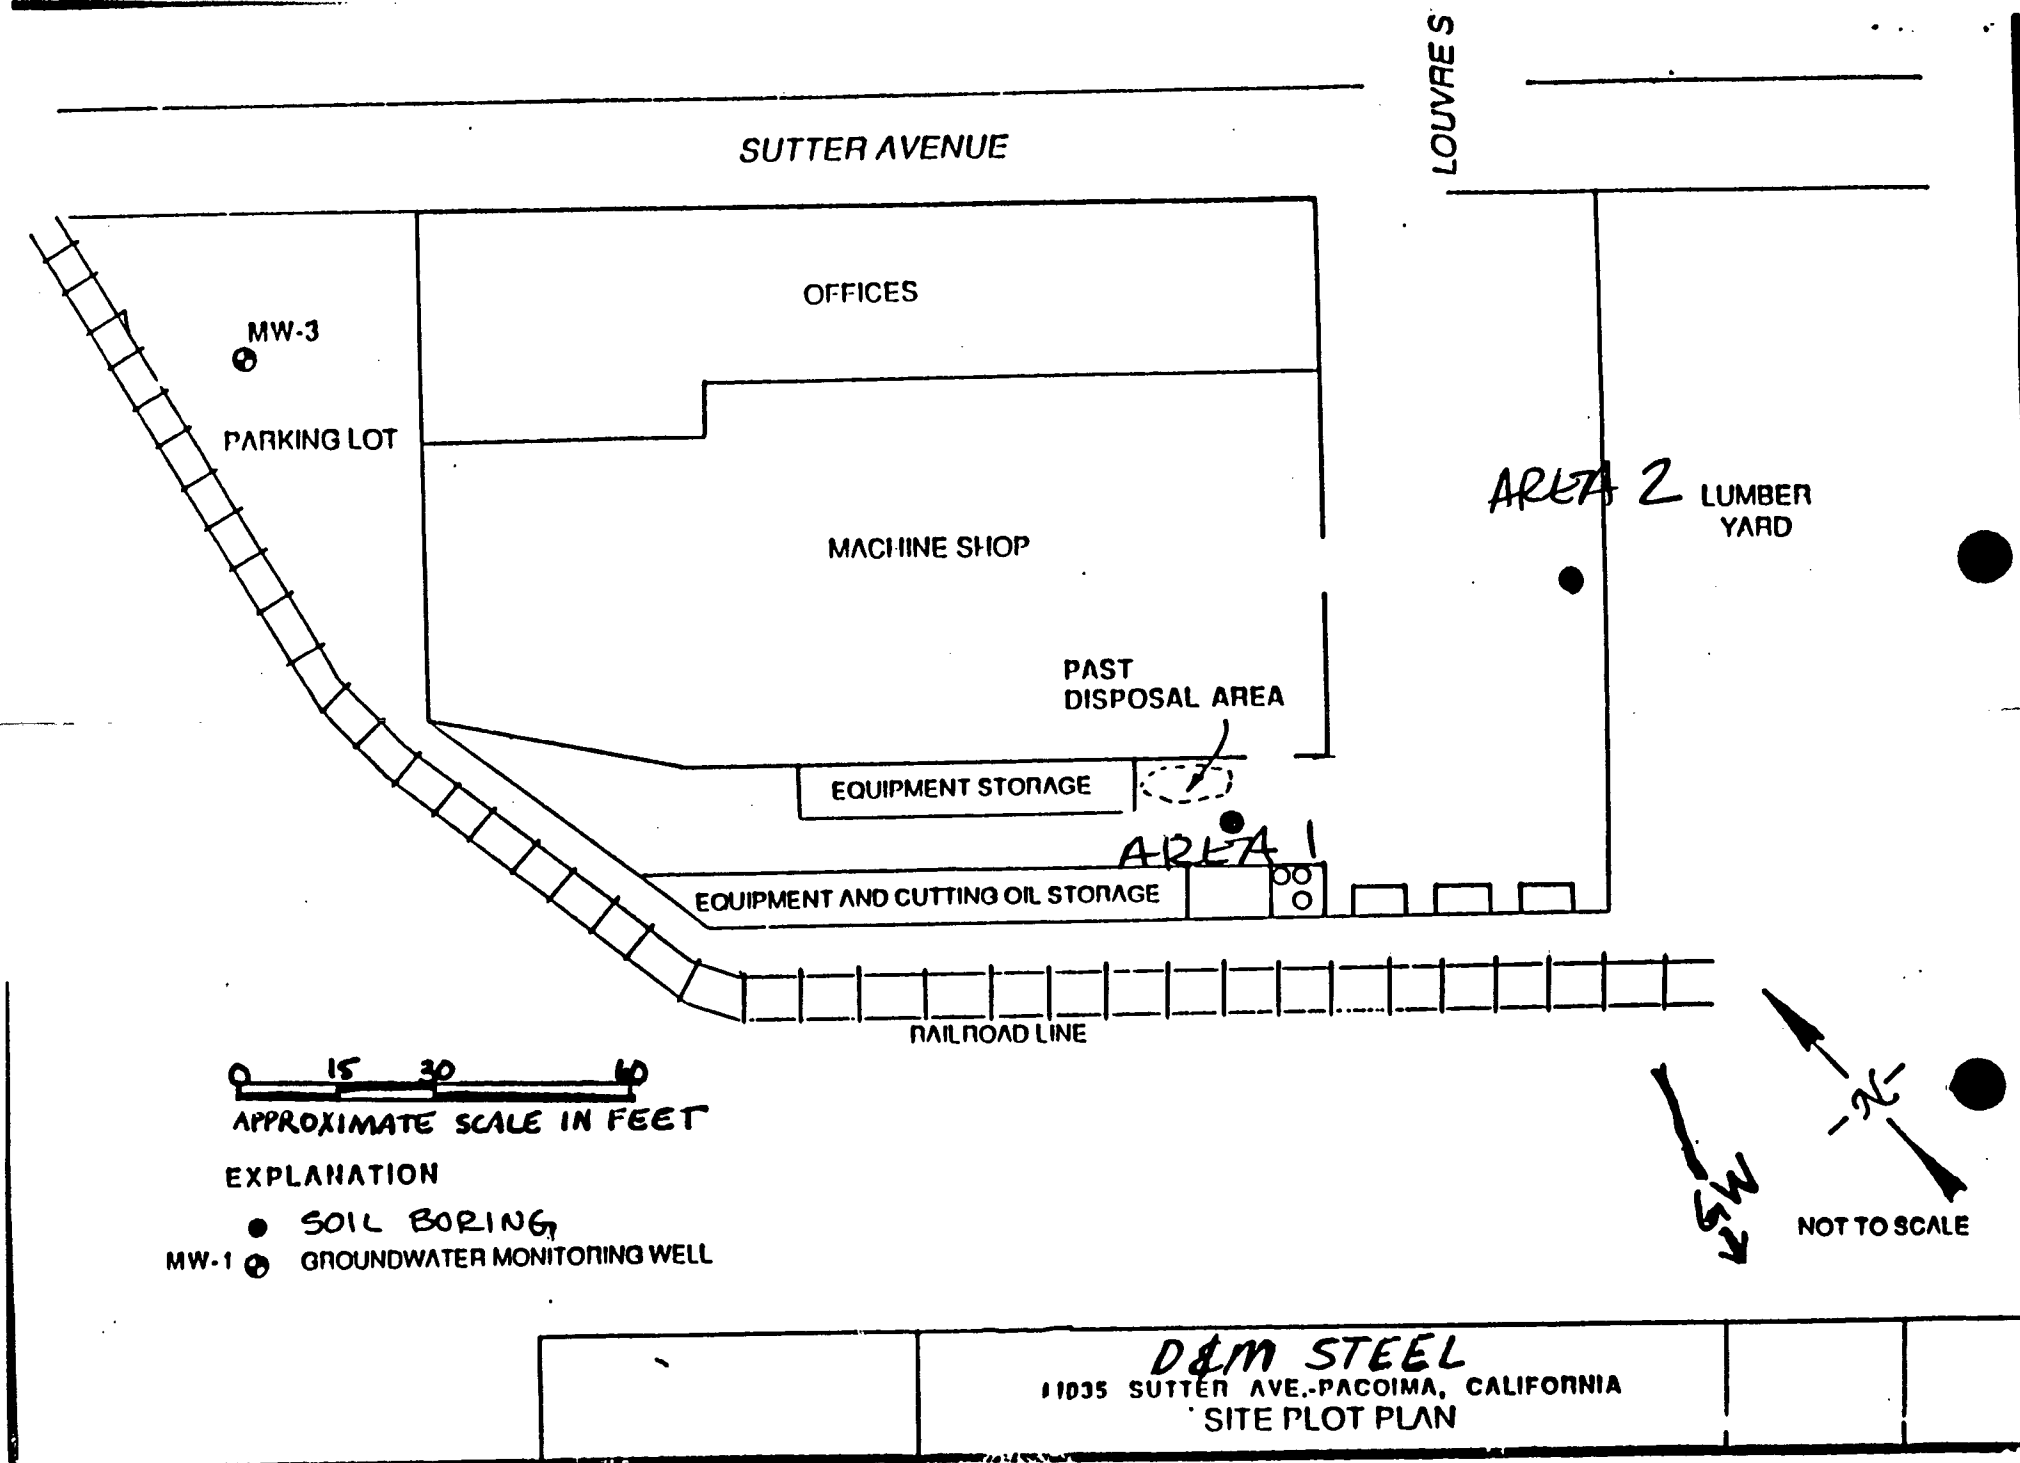 LOUVRES
SUTTER AVENUE
OFFICES
MW-3
PARKING LOT
MACHINE SHOP
AREA 2
LUMBER
YARD
PAST
DISPOSAL AREA
EQUIPMENT STORAGE
AREA 1
EQUIPMENT AND CUTTING OIL STORAGE
RAILROAD LINE
0 15 30 60
APPROXIMATE SCALE IN FEET
N
GW
NOT TO SCALE
EXPLANATION
SOIL BORING
MW-1 GROUNDWATER MONITORING WELL
D&M STEEL
11035 SUTTER AVE.-PACOIMA, CALIFORNIA
SITE PLOT PLAN